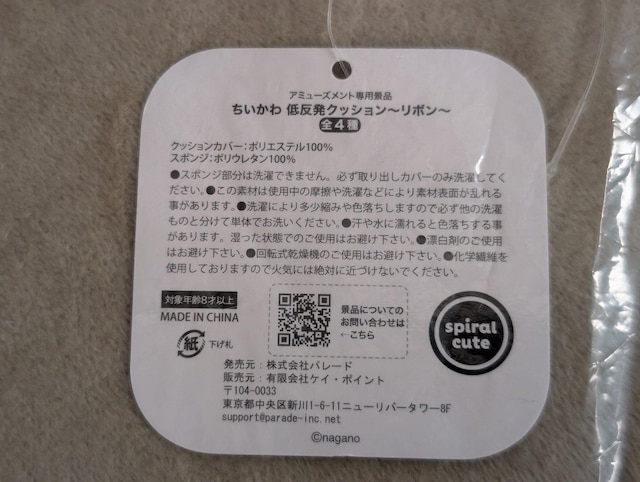 アミューズメント専用景品
ちいかわ 低反発クッション～リボン～
全4種
クッションカバー：ポリエステル100%
スポンジ：ポリウレタン100%
●スポンジ部分は洗濯できません。必ず取り出しカバーのみ洗濯してく
ださい。●この素材は使用中の摩擦や洗濯などにより素材表面が乱れる
事があります。●洗濯により多少縮みや色落ちしますので必ず他の洗濯
ものと分けて単体でお洗いください。●汗や水に濡れると色落ちする事
があります。湿った状態でのご使用はお避け下さい。●漂白剤のご使用
はお避け下さい。●回転式乾燥機のご使用はお避け下さい。●化学繊維を
使用しておりますので火気には絶対に近づけないでください。
対象年齢8才以上
MADE IN CHINA
紙 下げ札
景品についての
お問い合わせは
←こちら
spiral
cute
発売元：株式会社パレード
販売元：有限会社ケイ・ポイント
〒104-0033
東京都中央区新川1-6-11ニューリバータワー8F
support@parade-inc.net
©nagano